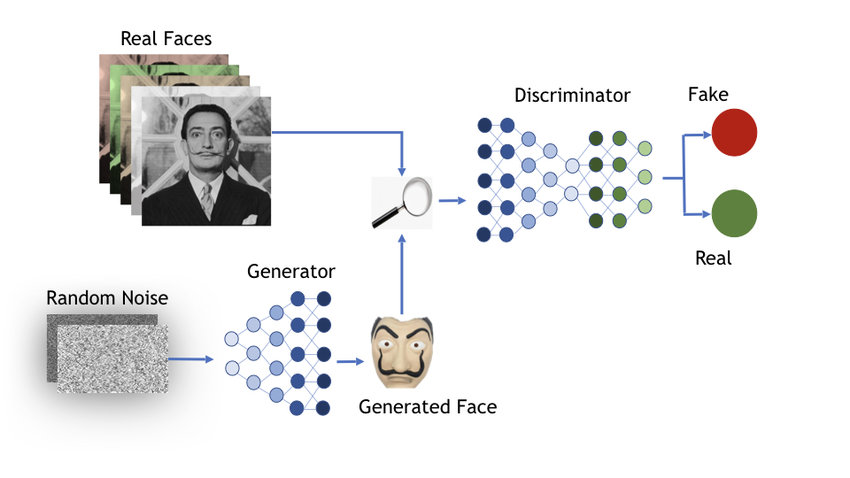 Real Faces
Discriminator
Fake
Real
Generator
Random Noise
Generated Face